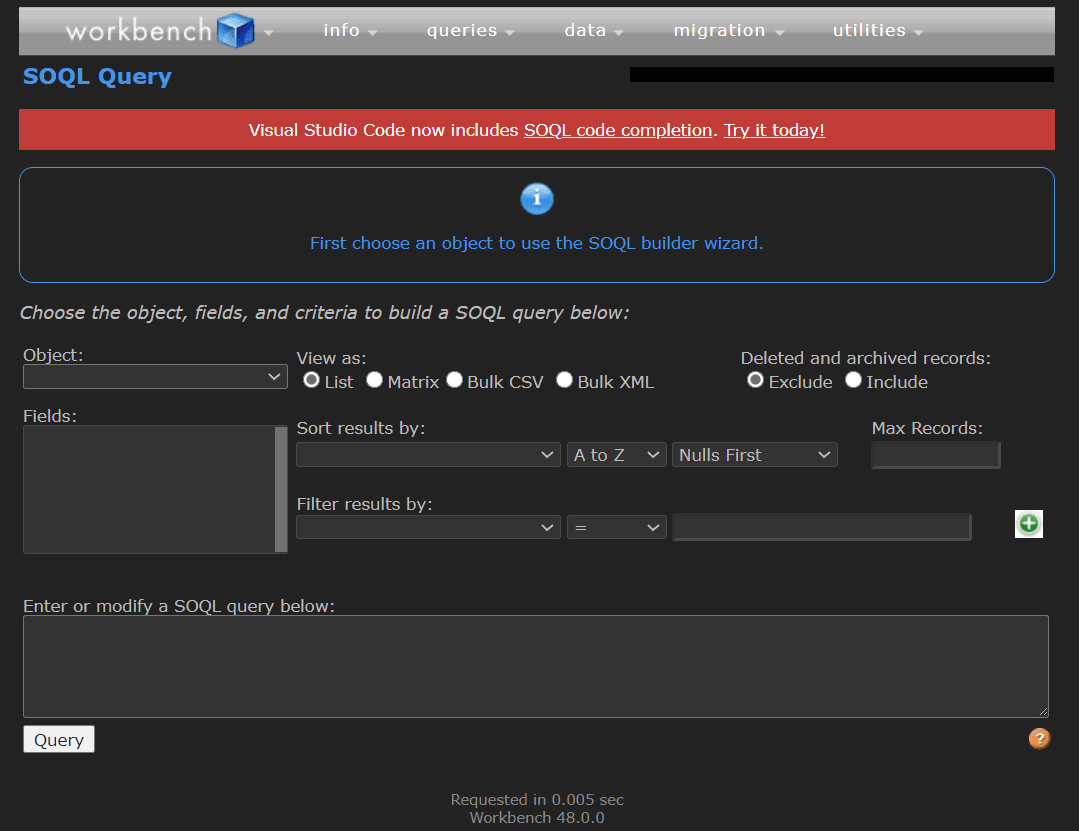 workbench info queries data migration utilities
SOQL Query
Visual Studio Code now includes SOQL code completion. Try it today!
First choose an object to use the SOQL builder wizard.
Choose the object, fields, and criteria to build a SOQL query below:
Object: View as: Deleted and archived records:
List Matrix Bulk CSV Bulk XML Exclude Include
Fields: Sort results by: Max Records:
A to Z Nulls First
Filter results by:
=
Enter or modify a SOQL query below:
Query
Requested in 0.005 sec
Workbench 48.0.0